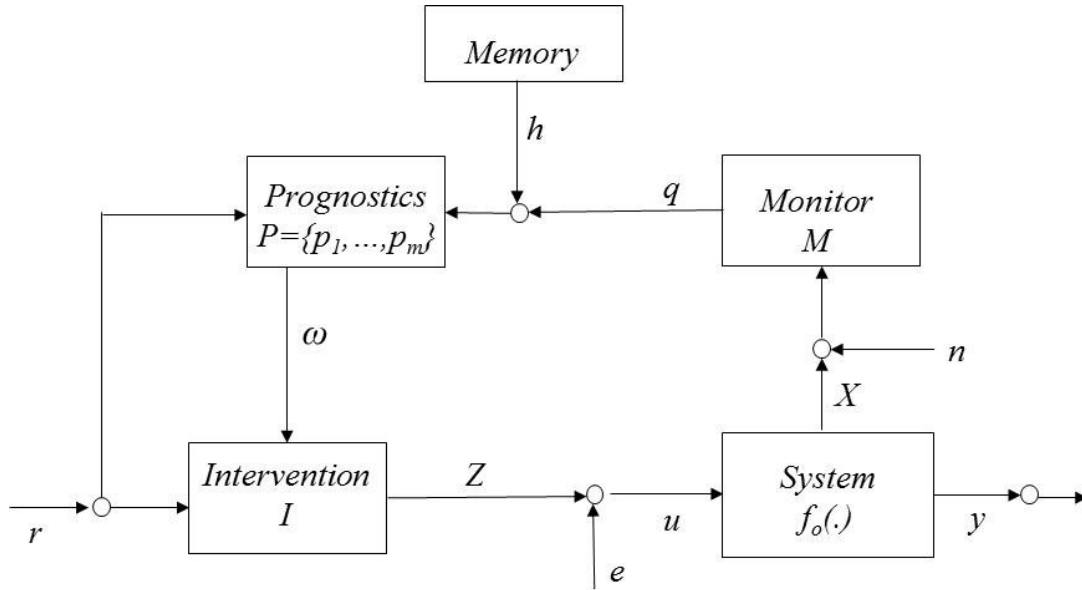 Memory
h
Prognostics
P={p₁,...,pₘ}
q
Monitor
M
ω
n
X
Intervention
I
Z
System
fₒ(.)
r
u
y
e